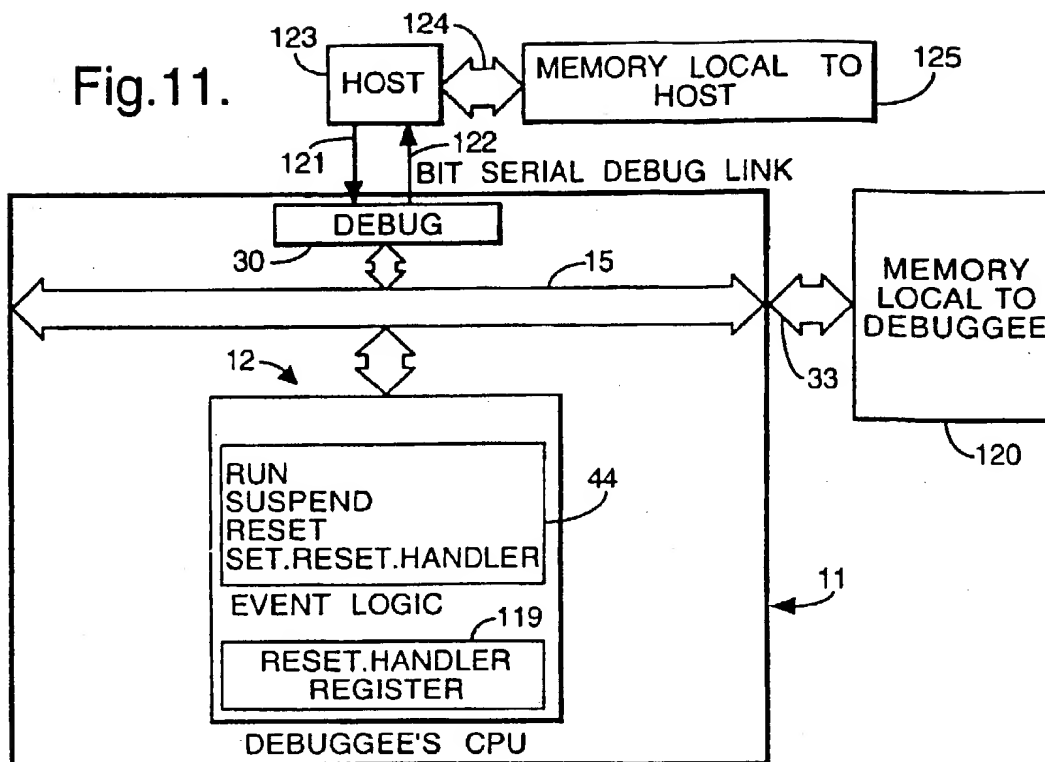 Fig.11.
123
HOST
124
MEMORY LOCAL TO
HOST
125
121
122
BIT SERIAL DEBUG LINK
DEBUG
30
15
MEMORY
LOCAL TO
DEBUGGEE
33
120
12
RUN
SUSPEND
RESET
SET.RESET.HANDLER
44
EVENT LOGIC
119
11
RESET.HANDLER
REGISTER
DEBUGGEE'S CPU